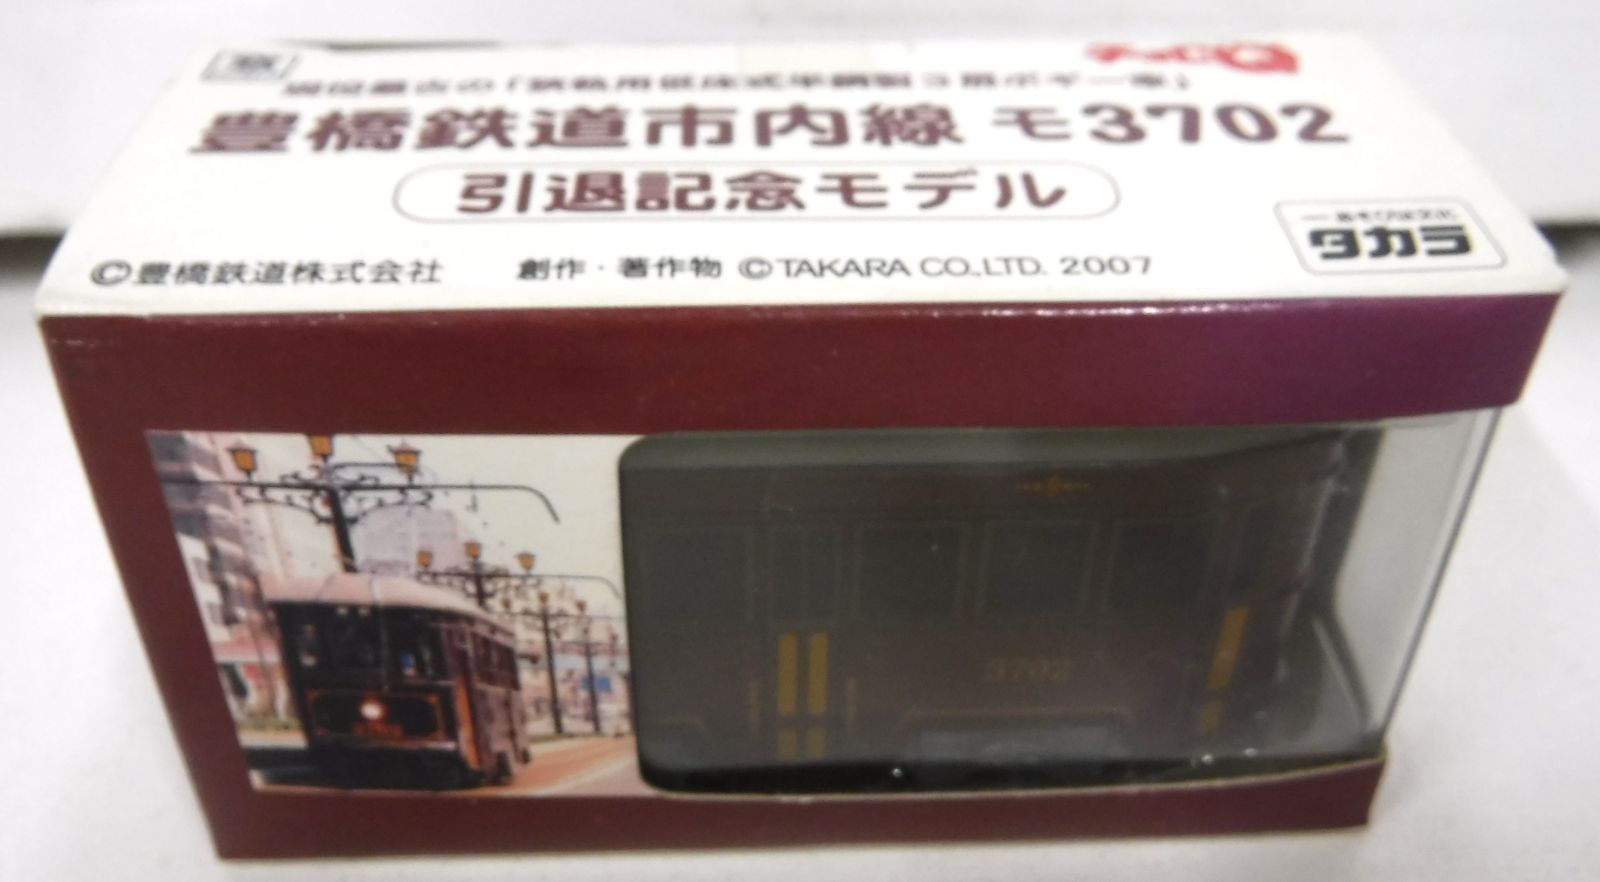 豊橋鉄道市内線 モ3702
引退記念モデル
タカラ
©豊橋鉄道株式会社 創作・著作物 ©TAKARA CO.,LTD. 2007
3702